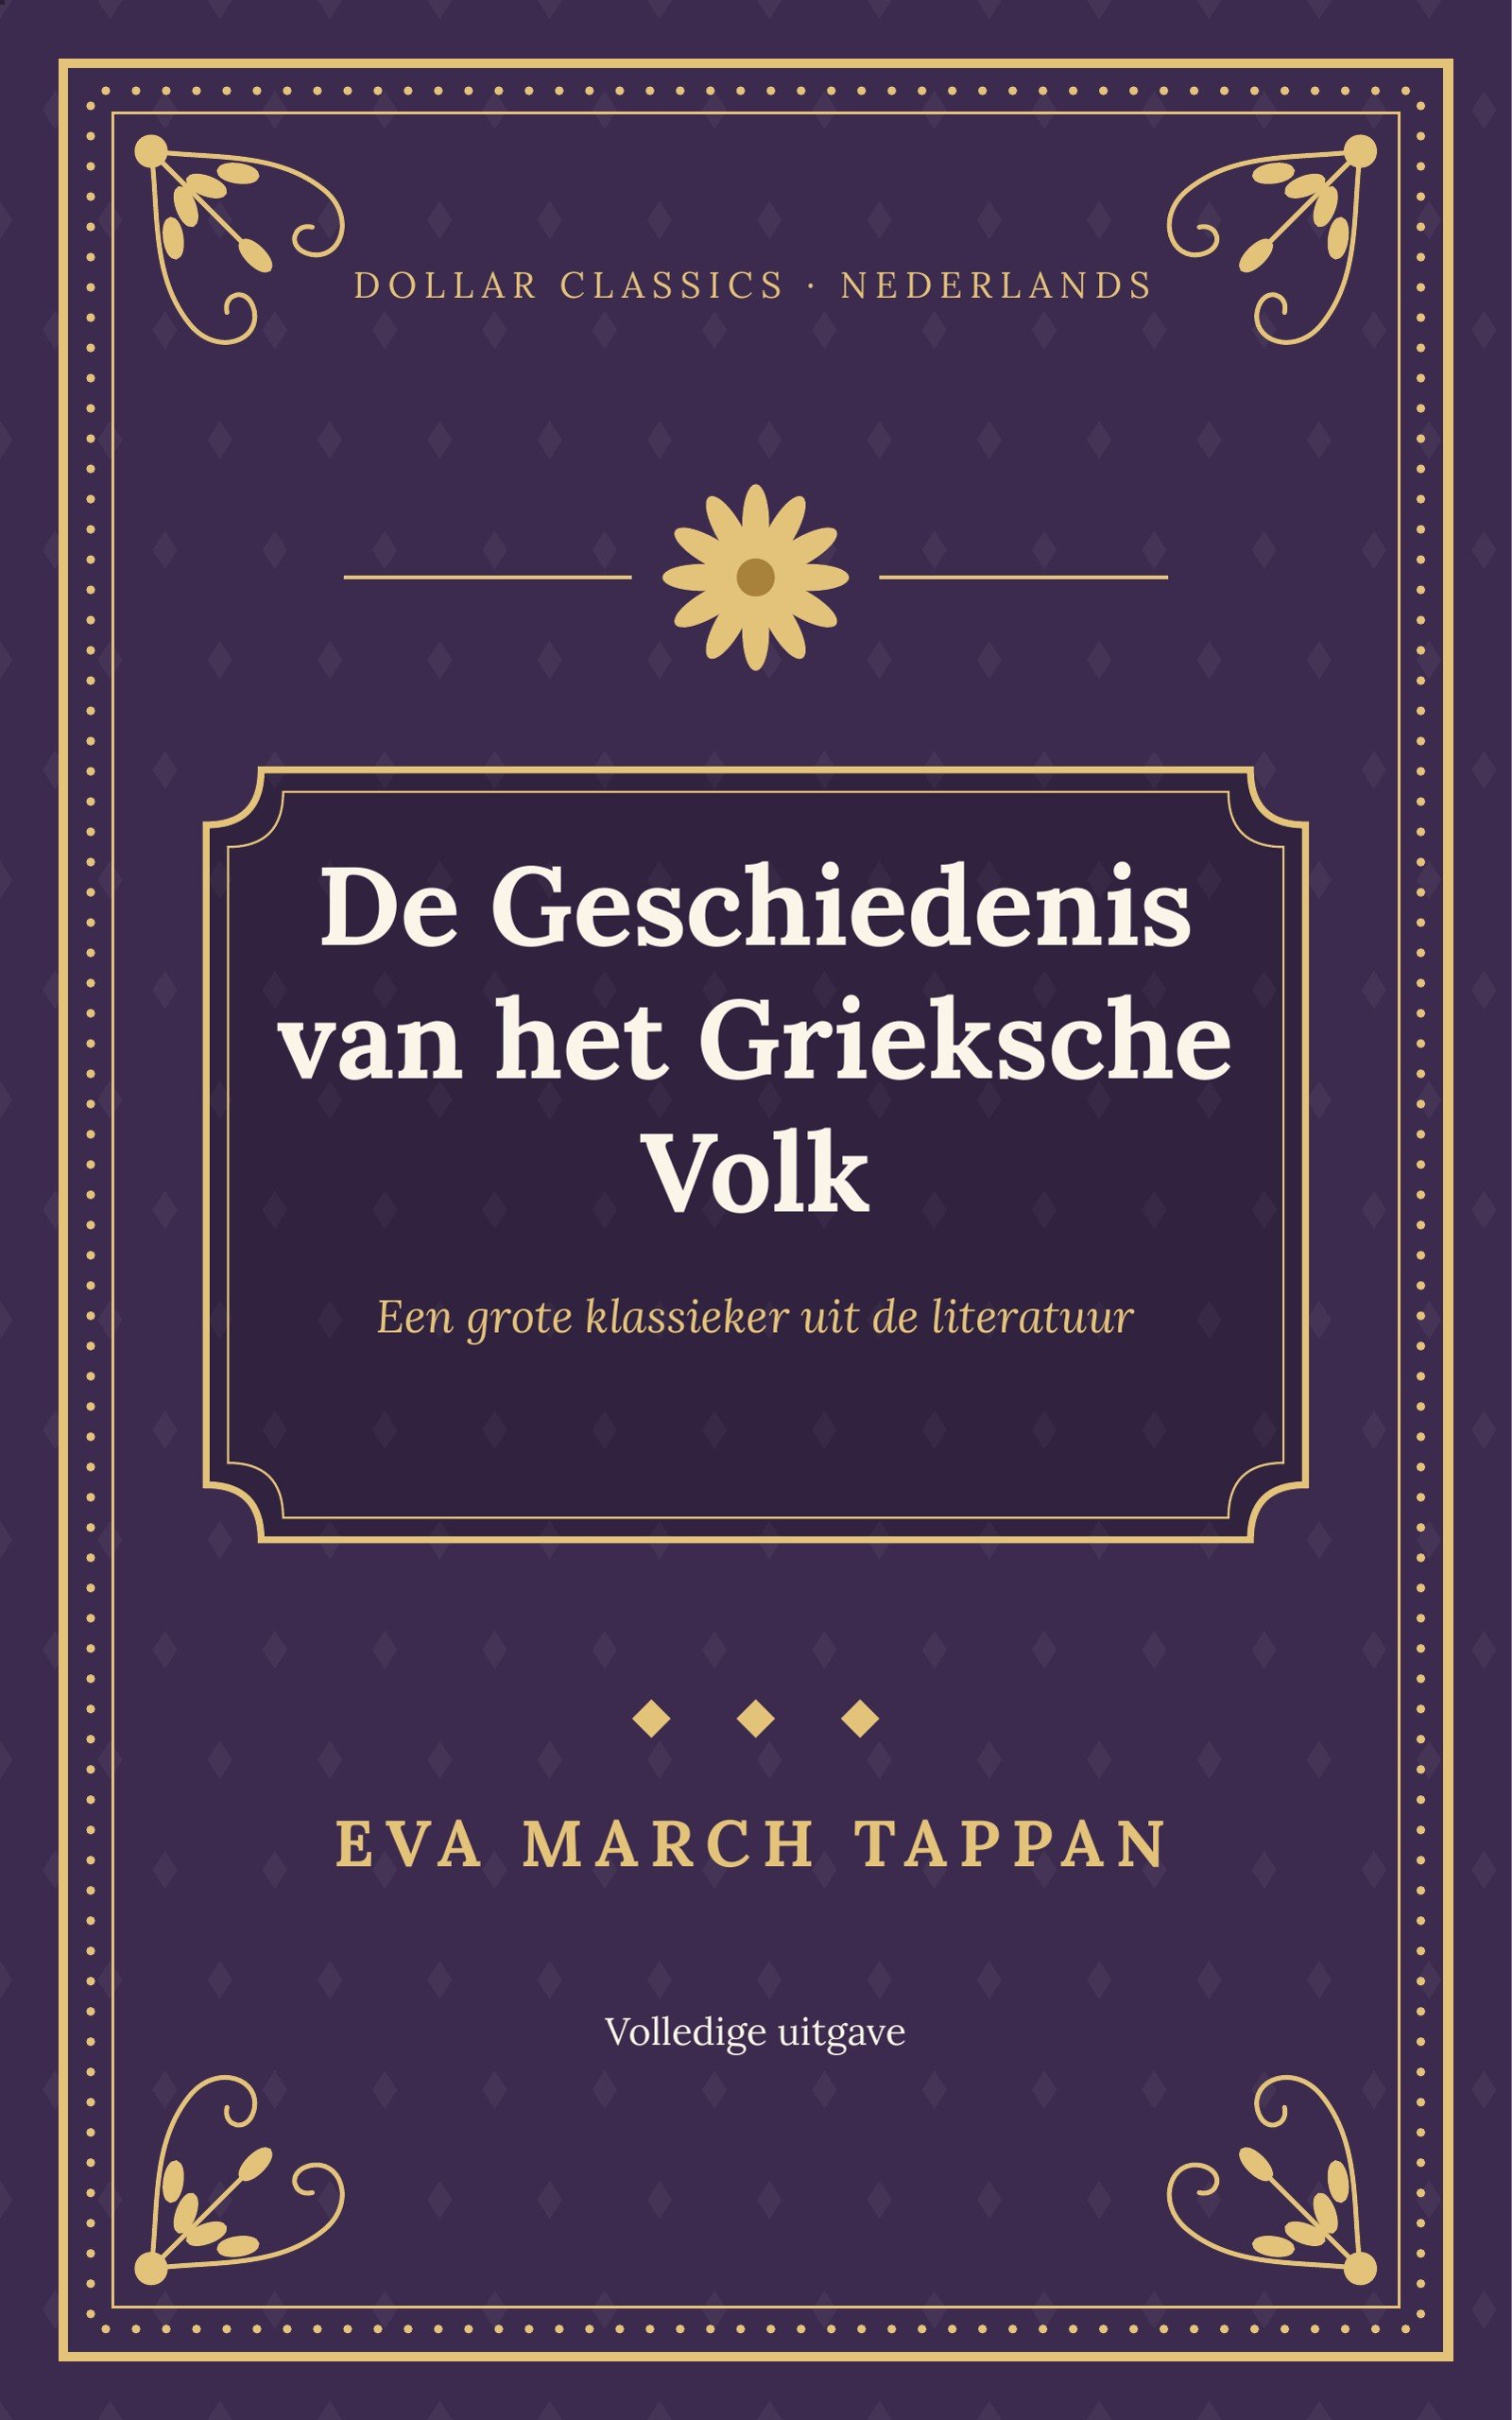 DOLLAR CLASSICS · NEDERLANDS
De Geschiedenis
van het Grieksche
Volk
Een grote klassieker uit de literatuur
EVA MARCH TAPPAN
Volledige uitgave